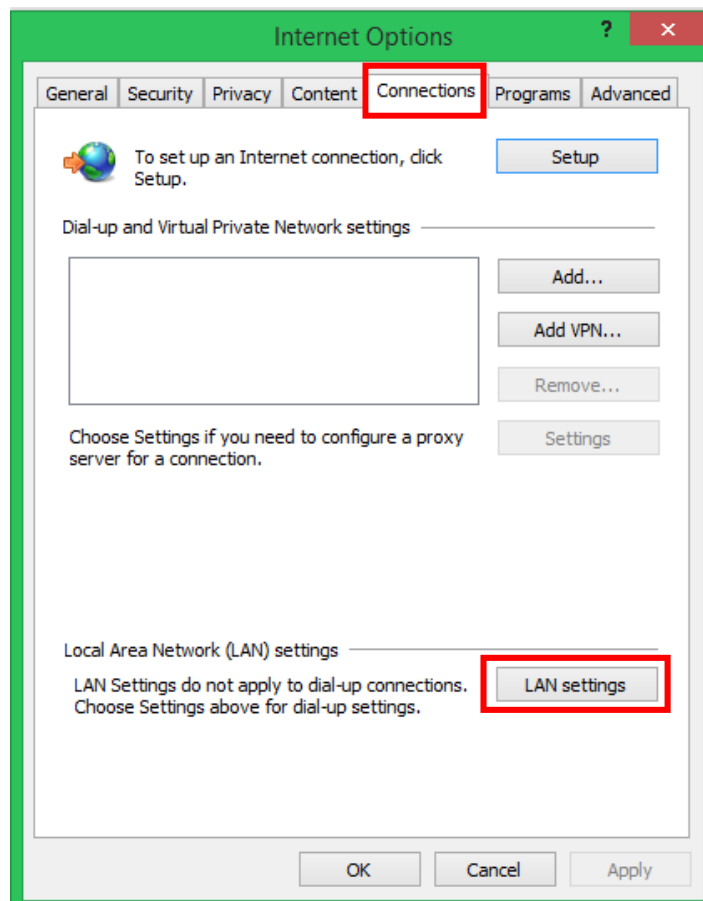 Internet Options
?
×
General Security Privacy Content Connections Programs Advanced
To set up an Internet connection, click
Setup.
Setup
Dial-up and Virtual Private Network settings
Add...
Add VPN...
Remove...
Choose Settings if you need to configure a proxy
server for a connection.
Settings
Local Area Network (LAN) settings
LAN Settings do not apply to dial-up connections.
Choose Settings above for dial-up settings.
LAN settings
OK Cancel Apply